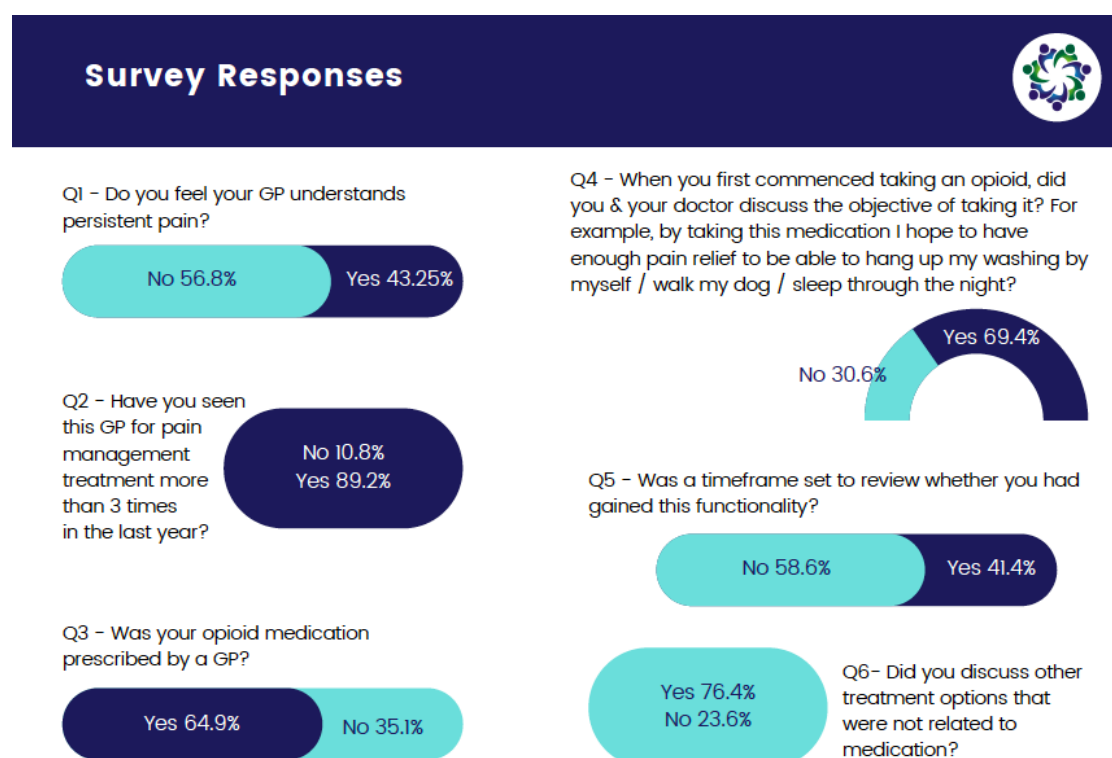 Survey Responses
Q1 - Do you feel your GP understands
persistent pain?
No 56.8%
Yes 43.25%
Q2 - Have you seen
this GP for pain
management
treatment more
than 3 times
in the last year?
No 10.8%
Yes 89.2%
Q3 - Was your opioid medication
prescribed by a GP?
Yes 64.9%
No 35.1%
Q4 - When you first commenced taking an opioid, did
you & your doctor discuss the objective of taking it? For
example, by taking this medication I hope to have
enough pain relief to be able to hang up my washing by
myself / walk my dog / sleep through the night?
Yes 69.4%
No 30.6%
Q5 - Was a timeframe set to review whether you had
gained this functionality?
No 58.6%
Yes 41.4%
Yes 76.4%
No 23.6%
Q6- Did you discuss other
treatment options that
were not related to
medication?